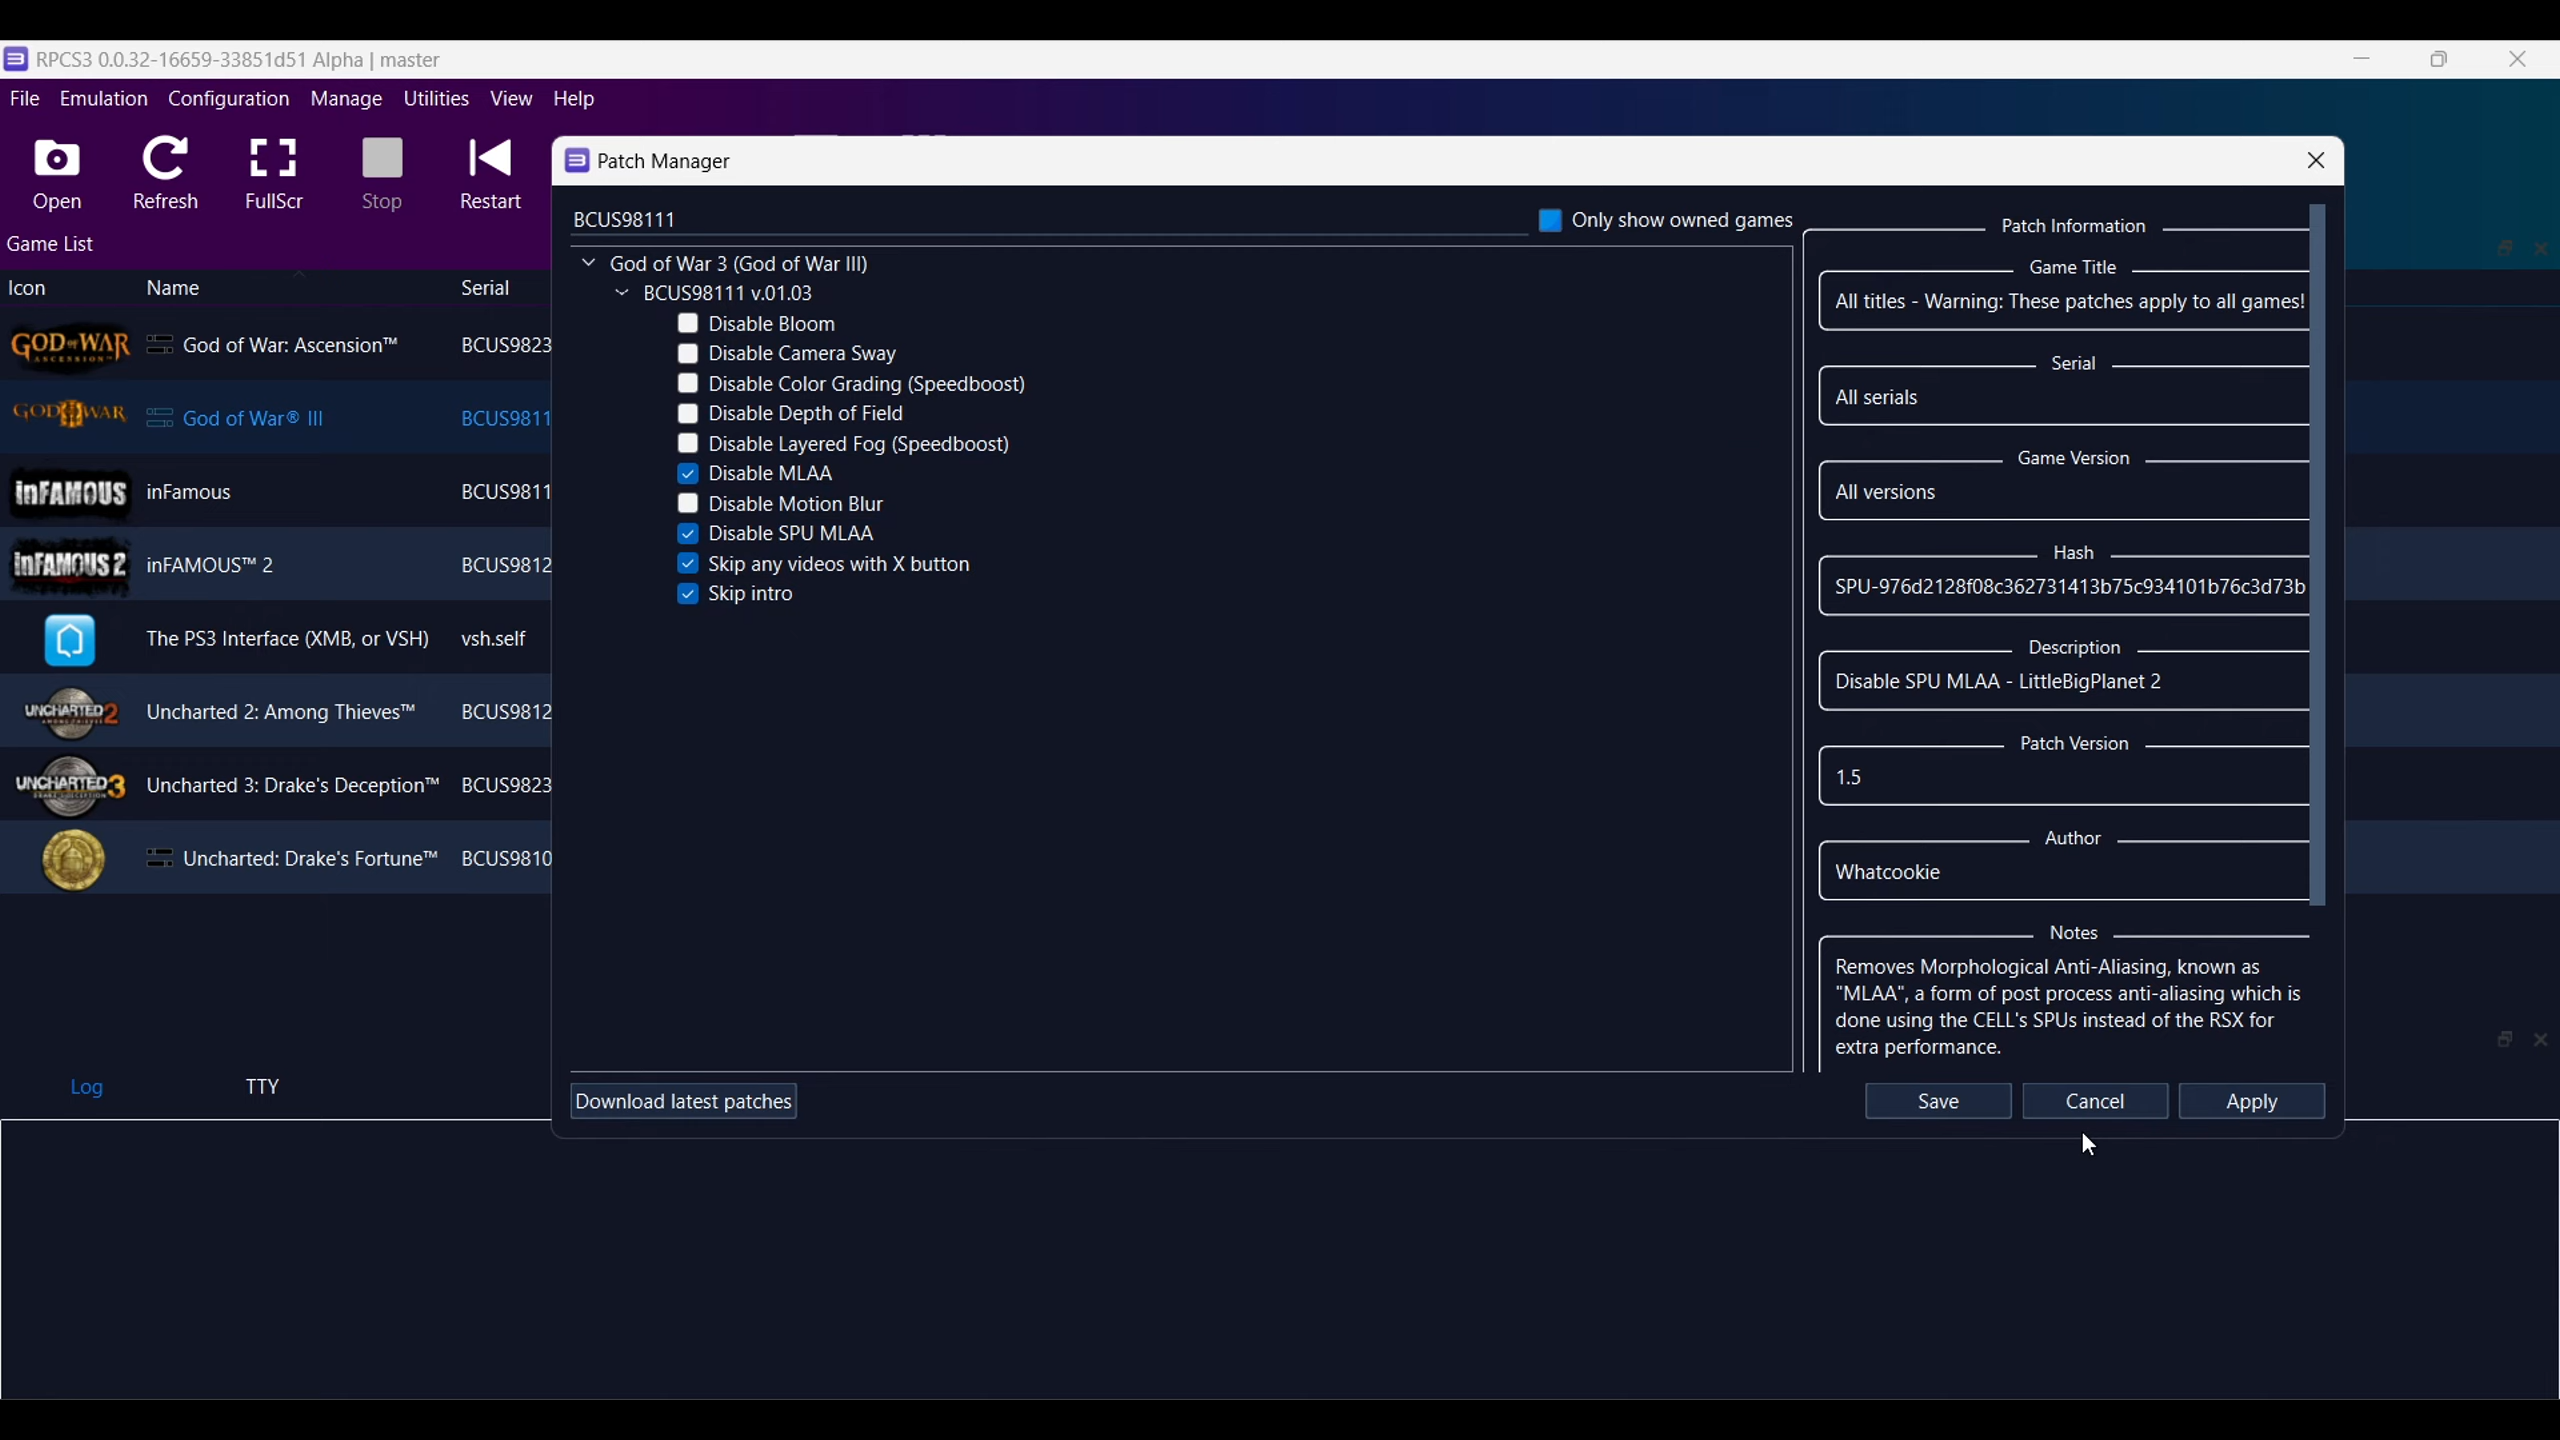 RPCS3 0.0.32-16659-33851d51 Alpha | master
File Emulation Configuration Manage Utilities View Help
Open Refresh FullScr Stop Restart
Game List
Icon Name Serial
GOD OF WAR God of War: Ascension™ BCUS9823
GOD III WAR God of War® III BCUS9811
inFAMOUS inFamous BCUS9811
inFAMOUS 2 inFAMOUS™ 2 BCUS9812
The PS3 Interface (XMB, or VSH) vsh.self
UNCHARTED 2 Uncharted 2: Among Thieves™ BCUS9812
UNCHARTED 3 Uncharted 3: Drake's Deception™ BCUS9823
Uncharted: Drake's Fortune™ BCUS9810
Log TTY
Patch Manager
BCUS98111 Only show owned games
God of War 3 (God of War III)
BCUS98111 v.01.03
Disable Bloom
Disable Camera Sway
Disable Color Grading (Speedboost)
Disable Depth of Field
Disable Layered Fog (Speedboost)
Disable MLAA
Disable Motion Blur
Disable SPU MLAA
Skip any videos with X button
Skip intro
Patch Information
Game Title
All titles - Warning: These patches apply to all games!
Serial
All serials
Game Version
All versions
Hash
SPU-976d2128f08c362731413b75c934101b76c3d73b
Description
Disable SPU MLAA - LittleBigPlanet 2
Patch Version
1.5
Author
Whatcookie
Notes
Removes Morphological Anti-Aliasing, known as
"MLAA", a form of post process anti-aliasing which is
done using the CELL's SPUs instead of the RSX for
extra performance.
Download latest patches Save Cancel Apply